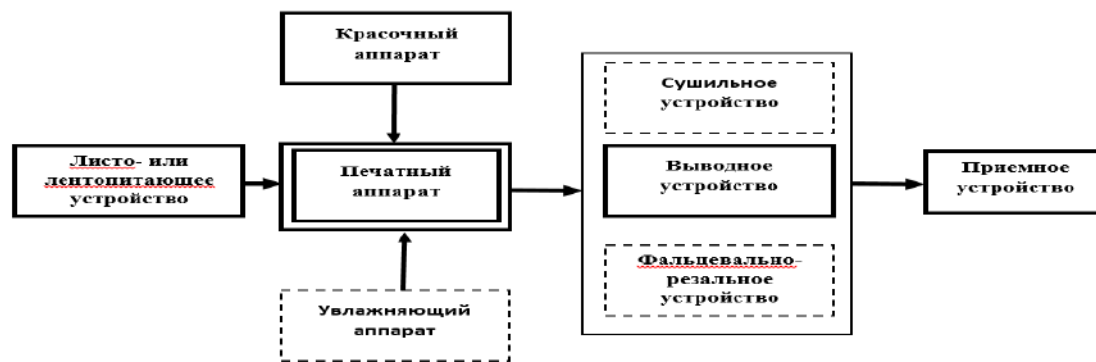 Красочный
аппарат
Листо- или
лентопитающее
устройство
Печатный
аппарат
Увлажняющий
аппарат
Сушильное
устройство
Выводное
устройство
Фальцевально-
резальное
устройство
Приемное
устройство